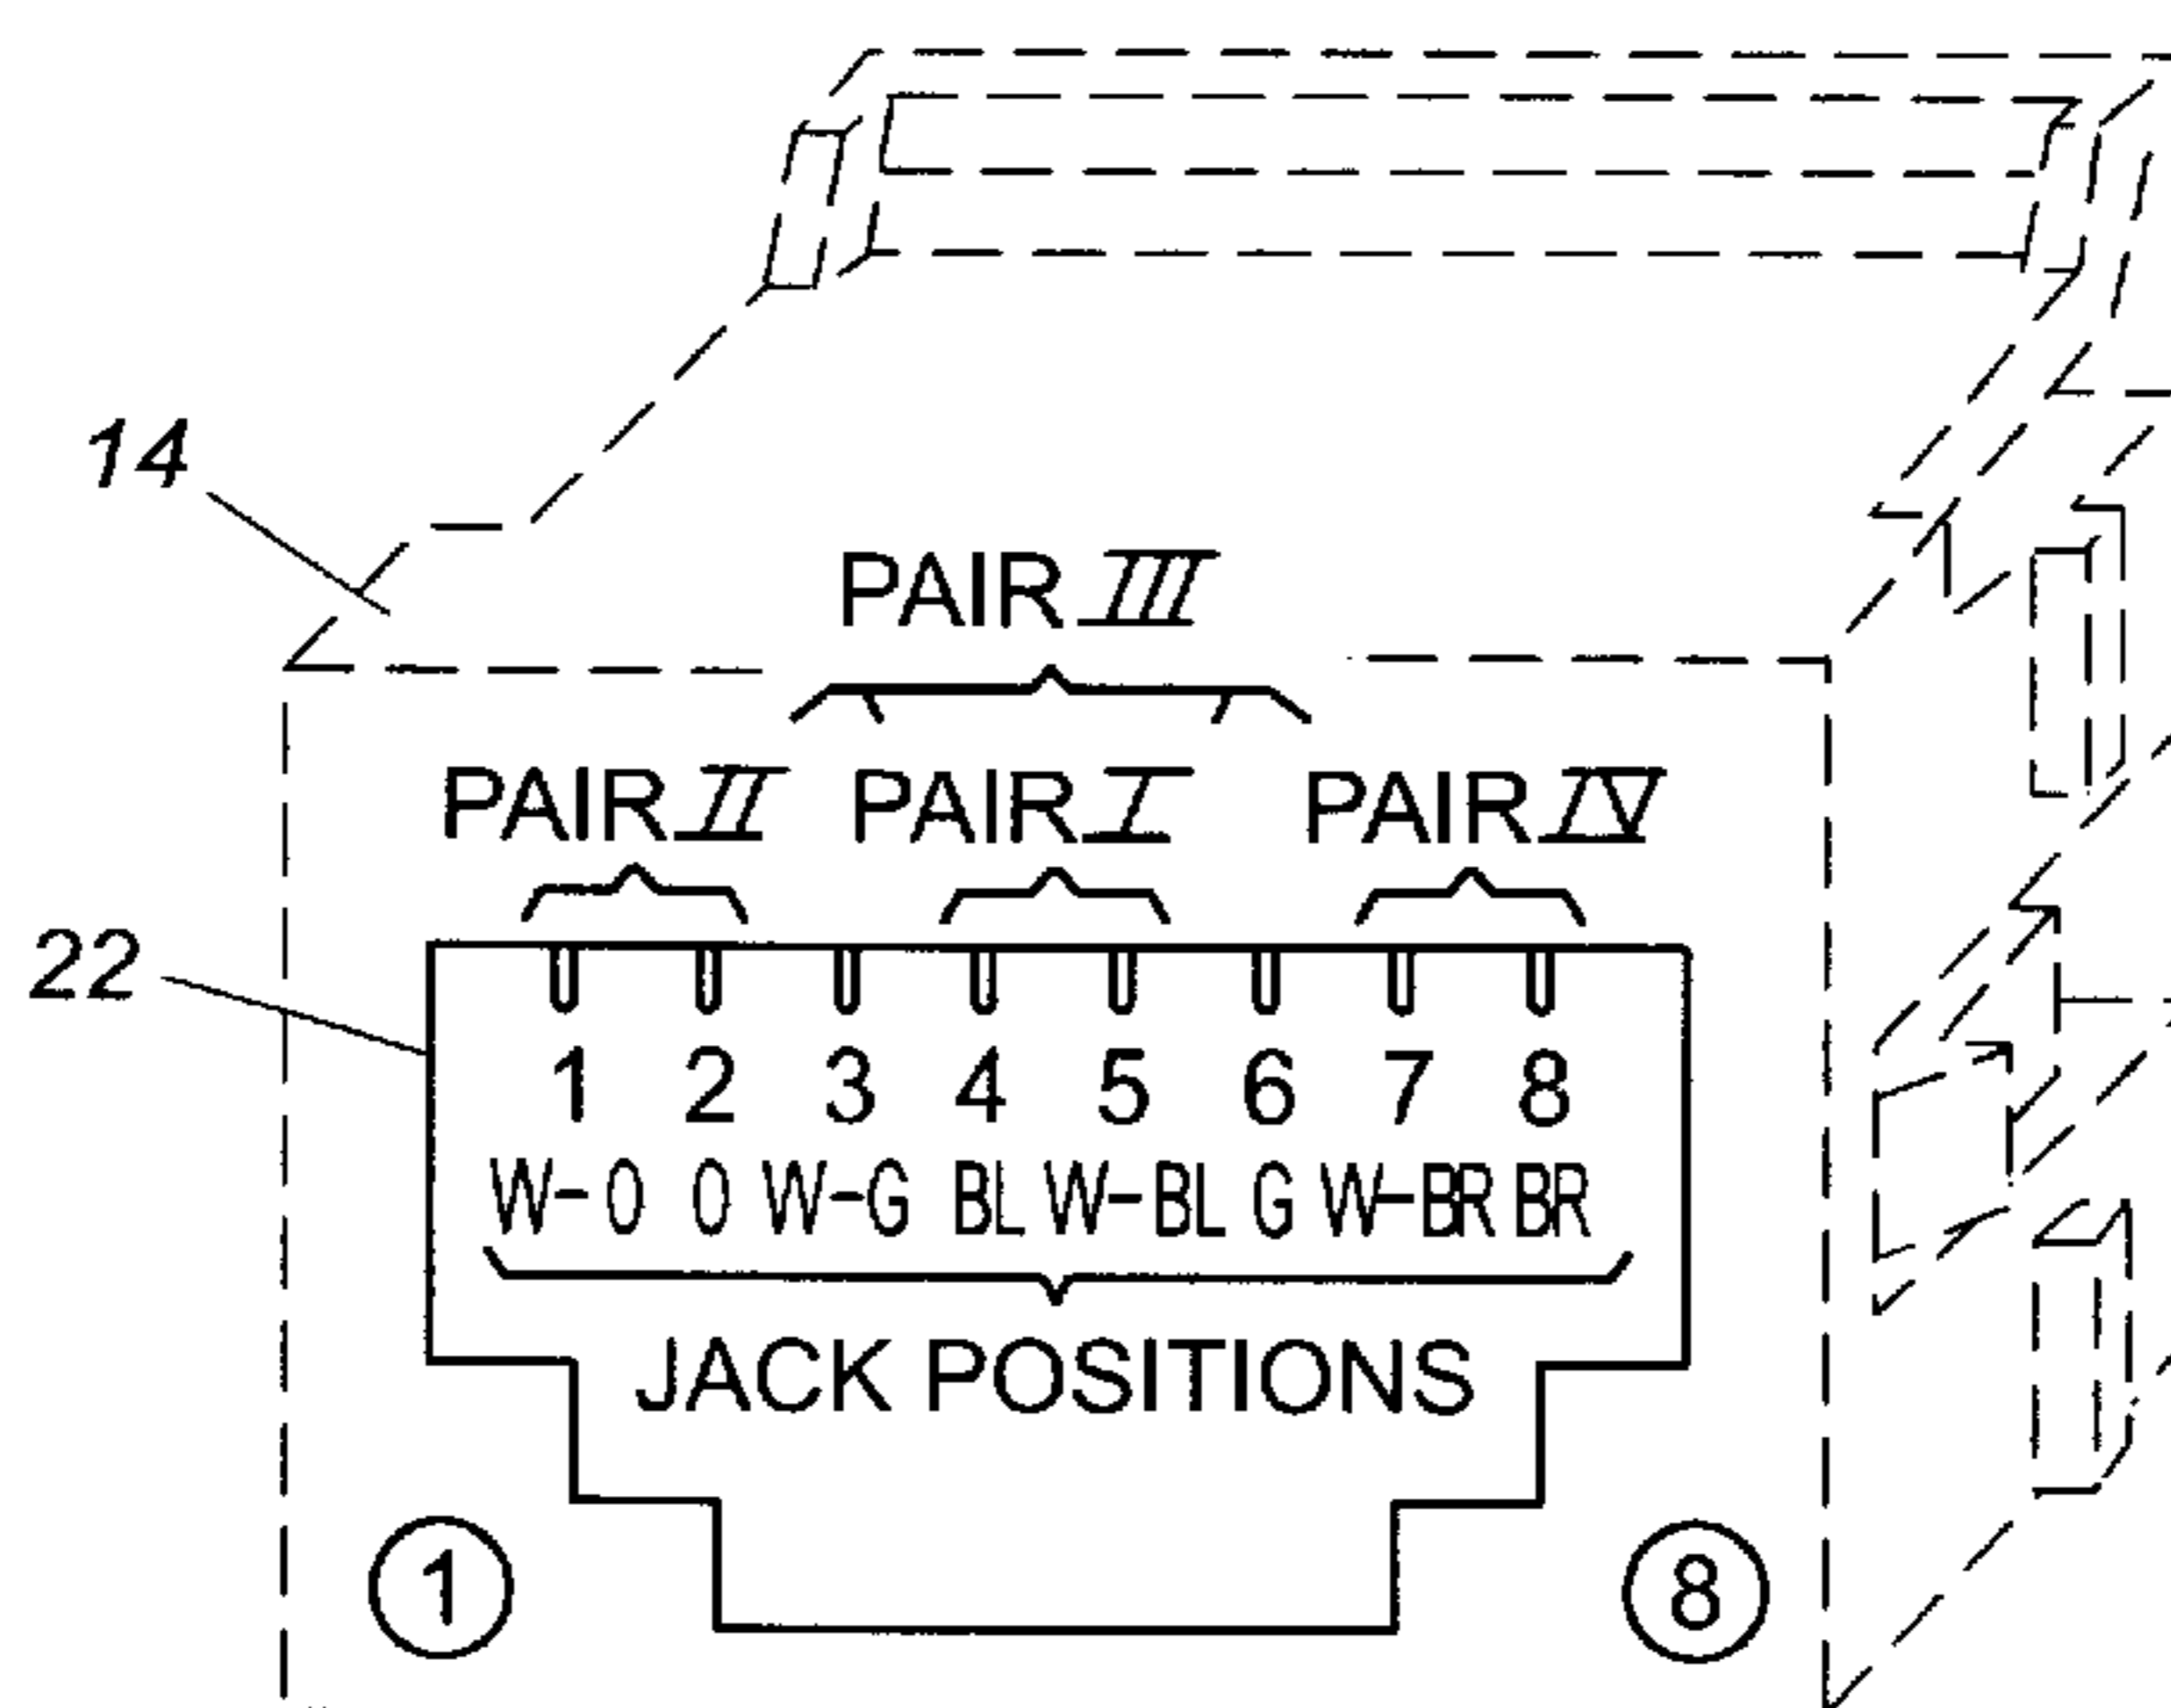 14
PAIR III
PAIR II PAIR I PAIR IV
22
1 2 3 4 5 6 7 8
W-O O W-G BL W-BL G W-BR BR
JACK POSITIONS
1 8